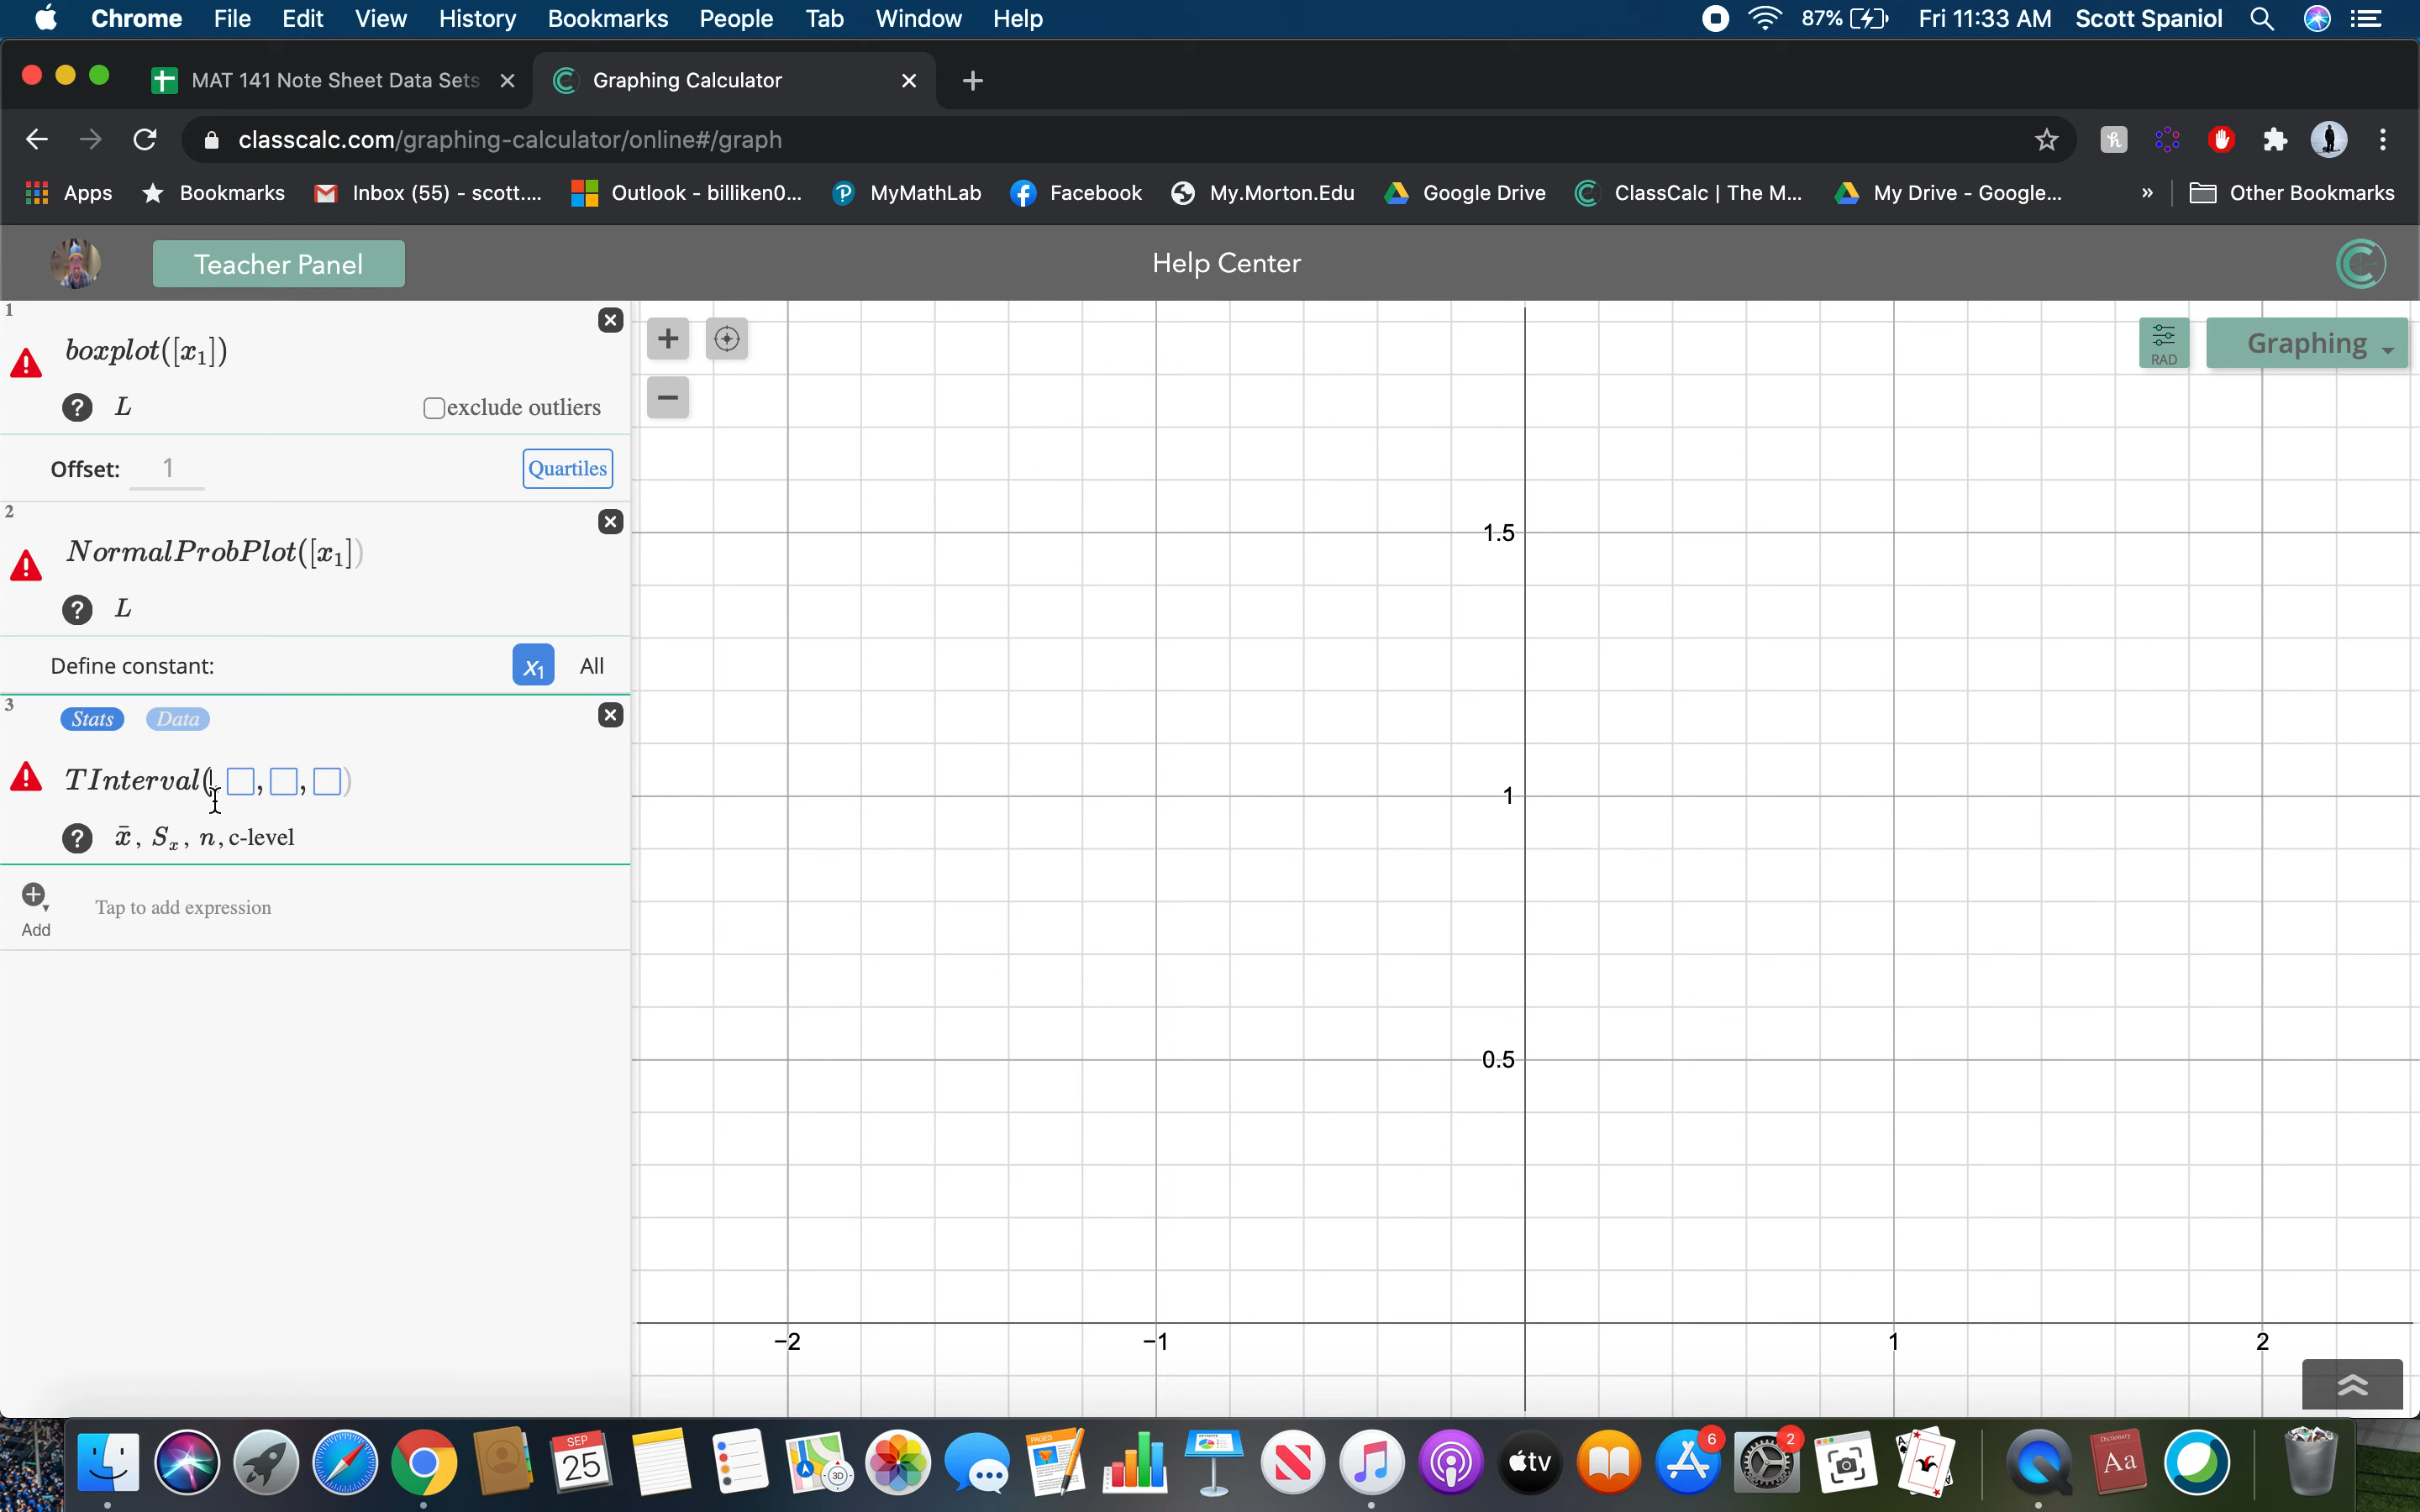 Chrome File Edit View History Bookmarks People Tab Window Help 87% Fri 11:33 AM Scott Spaniol
MAT 141 Note Sheet Data Sets Graphing Calculator
classcalc.com/graphing-calculator/online#/graph
Apps Bookmarks Inbox (55) - scott.... Outlook - billiken0... MyMathLab Facebook My.Morton.Edu Google Drive ClassCalc | The M... My Drive - Google... » Other Bookmarks
Teacher Panel Help Center
1
boxplot([x₁])
? L exclude outliers
Offset: 1 Quartiles
2
NormalProbPlot([x₁])
? L
Define constant: x₁ All
3
Stats Data
TInterval(, , , )
? x̄, Sₓ, n, c-level
Add Tap to add expression
RAD
Graphing
1.5
1
0.5
−2 −1 1 2
SEP
25
PAGES
3D
tv
6
2
Dictionary
Aa